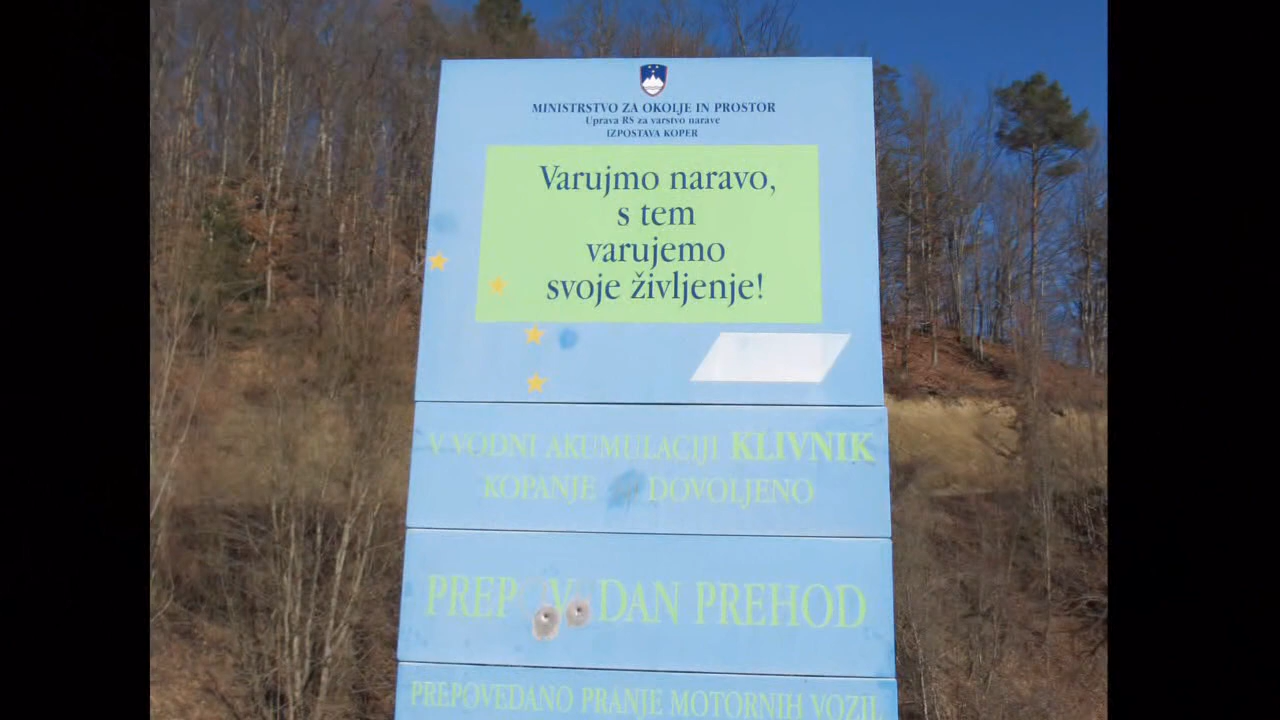 MINISTRSTVO ZA OKOLJE IN PROSTOR
Uprava RS za varstvo narave
IZPOSTAVA KOPER
Varujmo naravo,
s tem
varujemo
svoje življenje!
V VODNI AKUMULACIJI KLIVNIK
KOPANJE DOVOLJENO
PREPOVEDAN PREHOD
PREPOVEDANO PRANJE MOTORNIH VOZIL